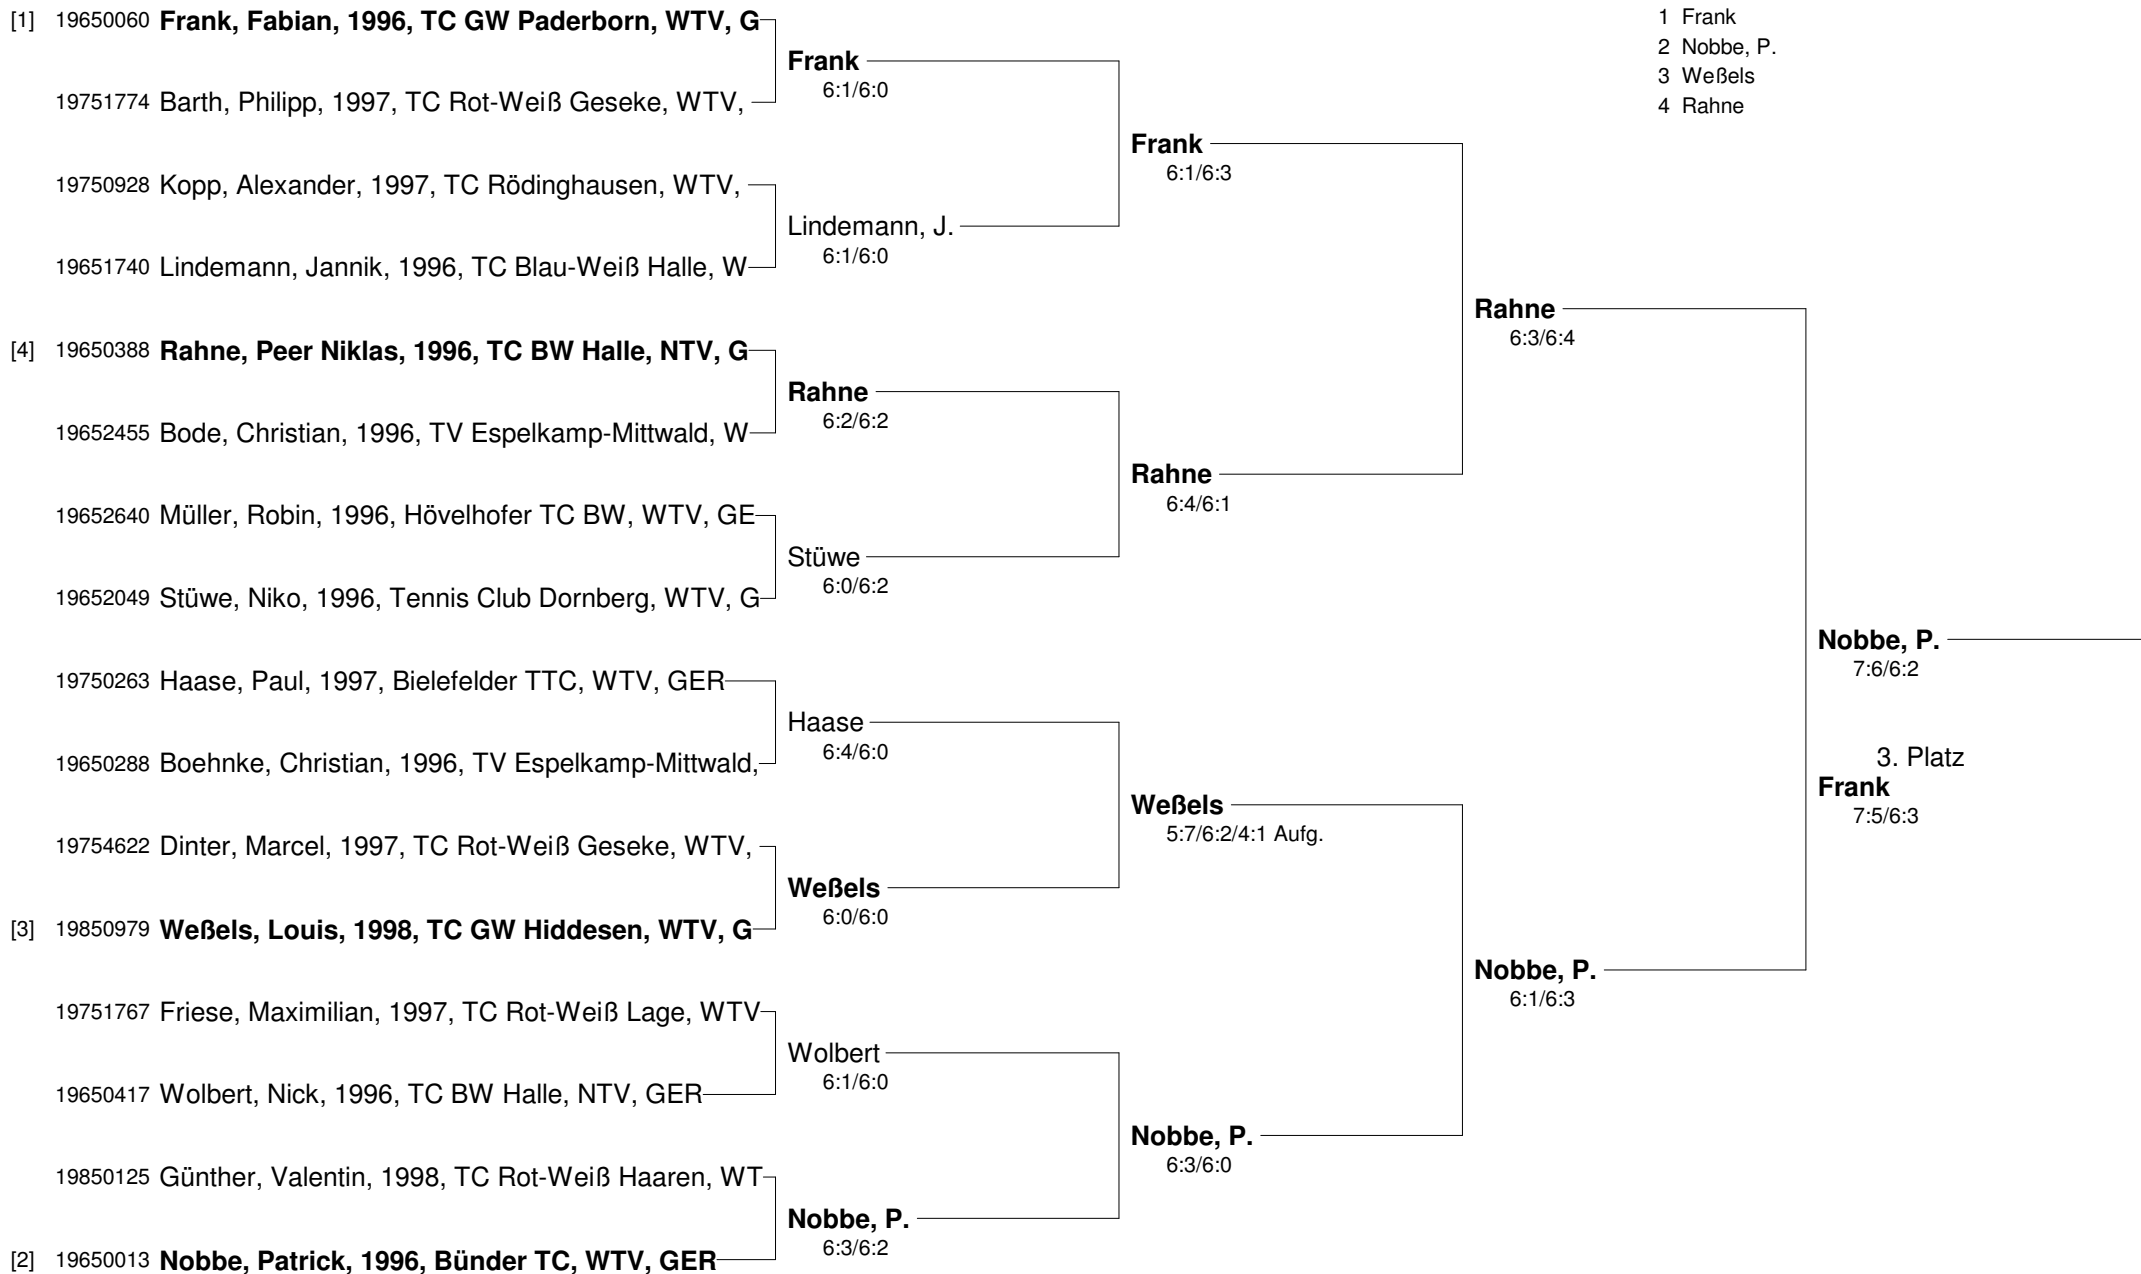 [1] 19650060 Frank, Fabian, 1996, TC GW Paderborn, WTV, G
19751774 Barth, Philipp, 1997, TC Rot-Weiß Geseke, WTV,
19750928 Kopp, Alexander, 1997, TC Rödinghausen, WTV,
19651740 Lindemann, Jannik, 1996, TC Blau-Weiß Halle, W
[4] 19650388 Rahne, Peer Niklas, 1996, TC BW Halle, NTV, G
19652455 Bode, Christian, 1996, TV Espelkamp-Mittwald, W
19652640 Müller, Robin, 1996, Hövelhofer TC BW, WTV, GE
19652049 Stüwe, Niko, 1996, Tennis Club Dornberg, WTV, G
19750263 Haase, Paul, 1997, Bielefelder TTC, WTV, GER
19650288 Boehnke, Christian, 1996, TV Espelkamp-Mittwald,
19754622 Dinter, Marcel, 1997, TC Rot-Weiß Geseke, WTV,
[3] 19850979 Weßels, Louis, 1998, TC GW Hiddesen, WTV, G
19751767 Friese, Maximilian, 1997, TC Rot-Weiß Lage, WTV
19650417 Wolbert, Nick, 1996, TC BW Halle, NTV, GER
19850125 Günther, Valentin, 1998, TC Rot-Weiß Haaren, WT
[2] 19650013 Nobbe, Patrick, 1996, Bünder TC, WTV, GER
Frank
6:1/6:0
Lindemann, J.
6:1/6:0
Rahne
6:2/6:2
Stüwe
6:0/6:2
Haase
6:4/6:0
Weßels
6:0/6:0
Wolbert
6:1/6:0
Nobbe, P.
6:3/6:2
Frank
6:1/6:3
Rahne
6:4/6:1
Weßels
5:7/6:2/4:1 Aufg.
Nobbe, P.
6:3/6:0
Rahne
6:3/6:4
Nobbe, P.
6:1/6:3
Nobbe, P.
7:6/6:2
3. Platz
Frank
7:5/6:3
1 Frank
2 Nobbe, P.
3 Weßels
4 Rahne